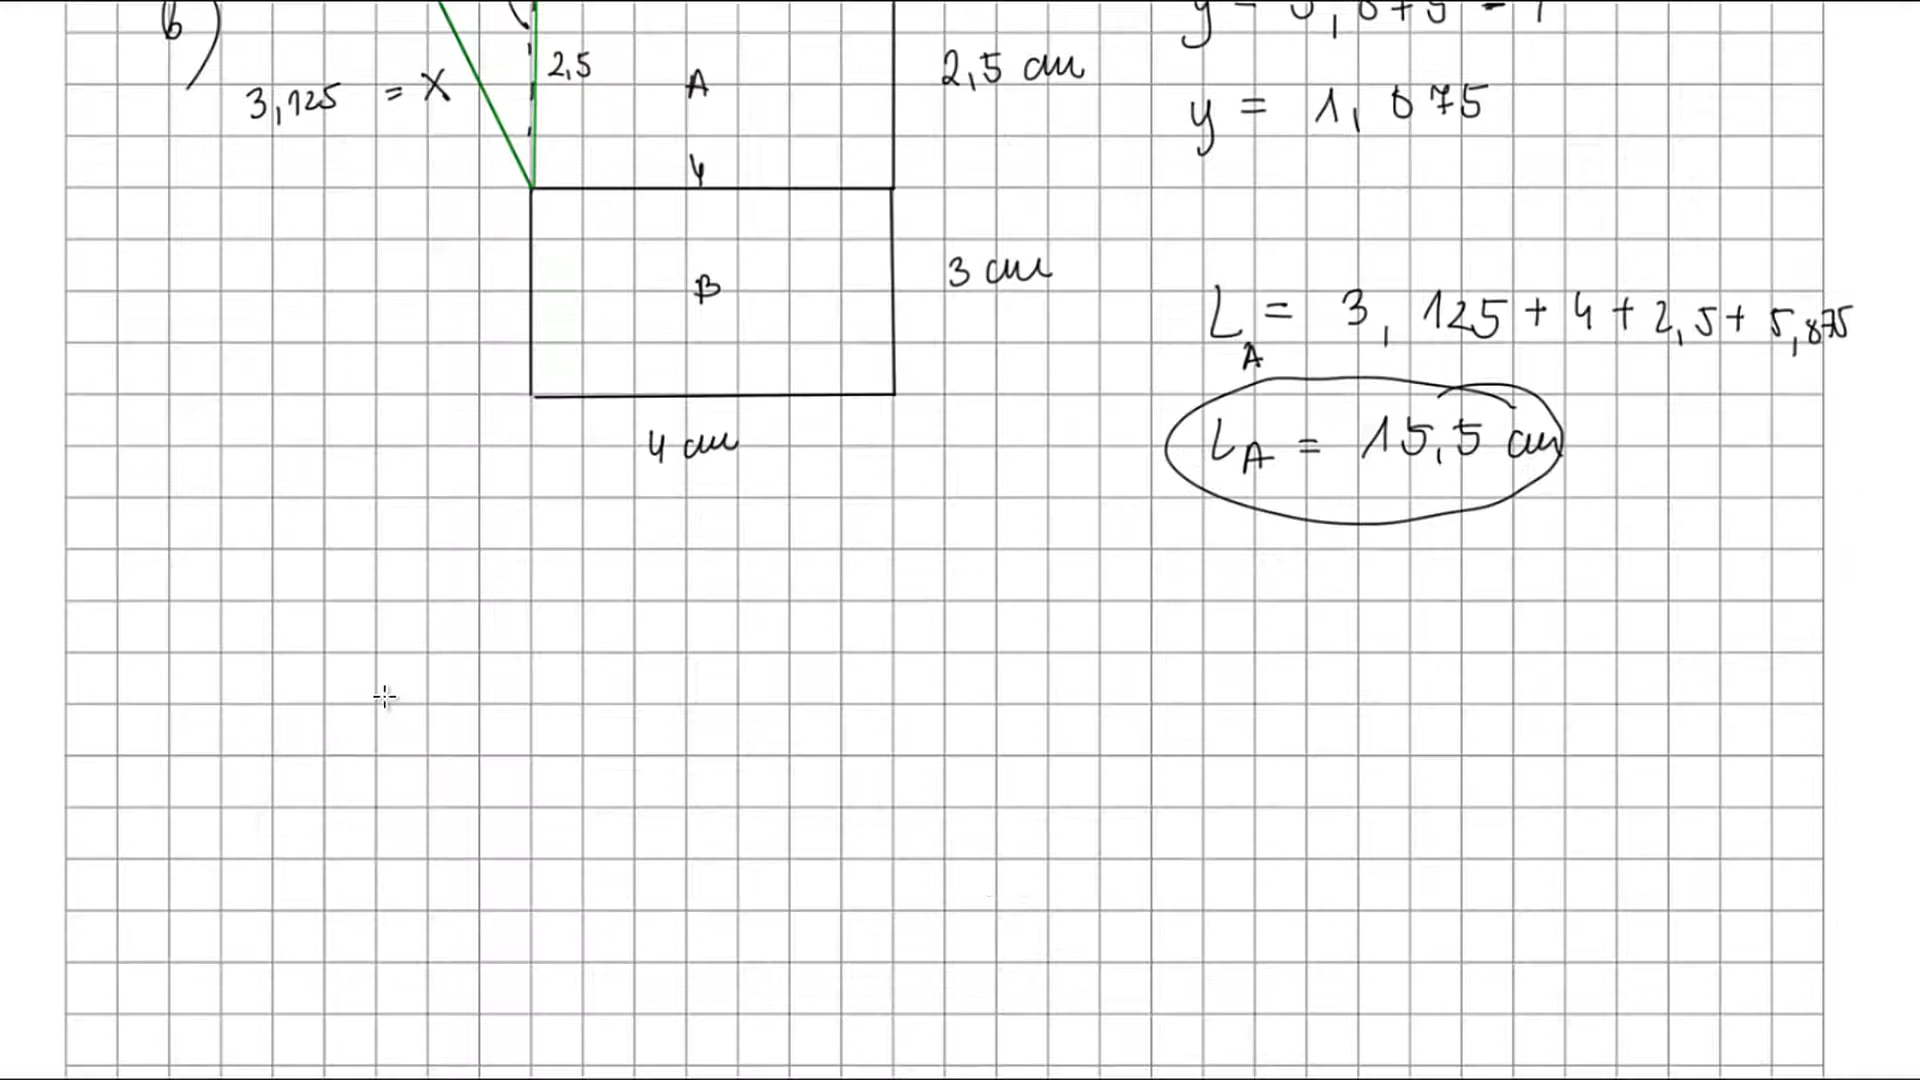 b)
2,5
A
2,5 cm
3,125 = X
y = 1,875
4
B
3 cm
L_A = 3,125 + 4 + 2,5 + 5,875
4 cm
L_A = 15,5 cm